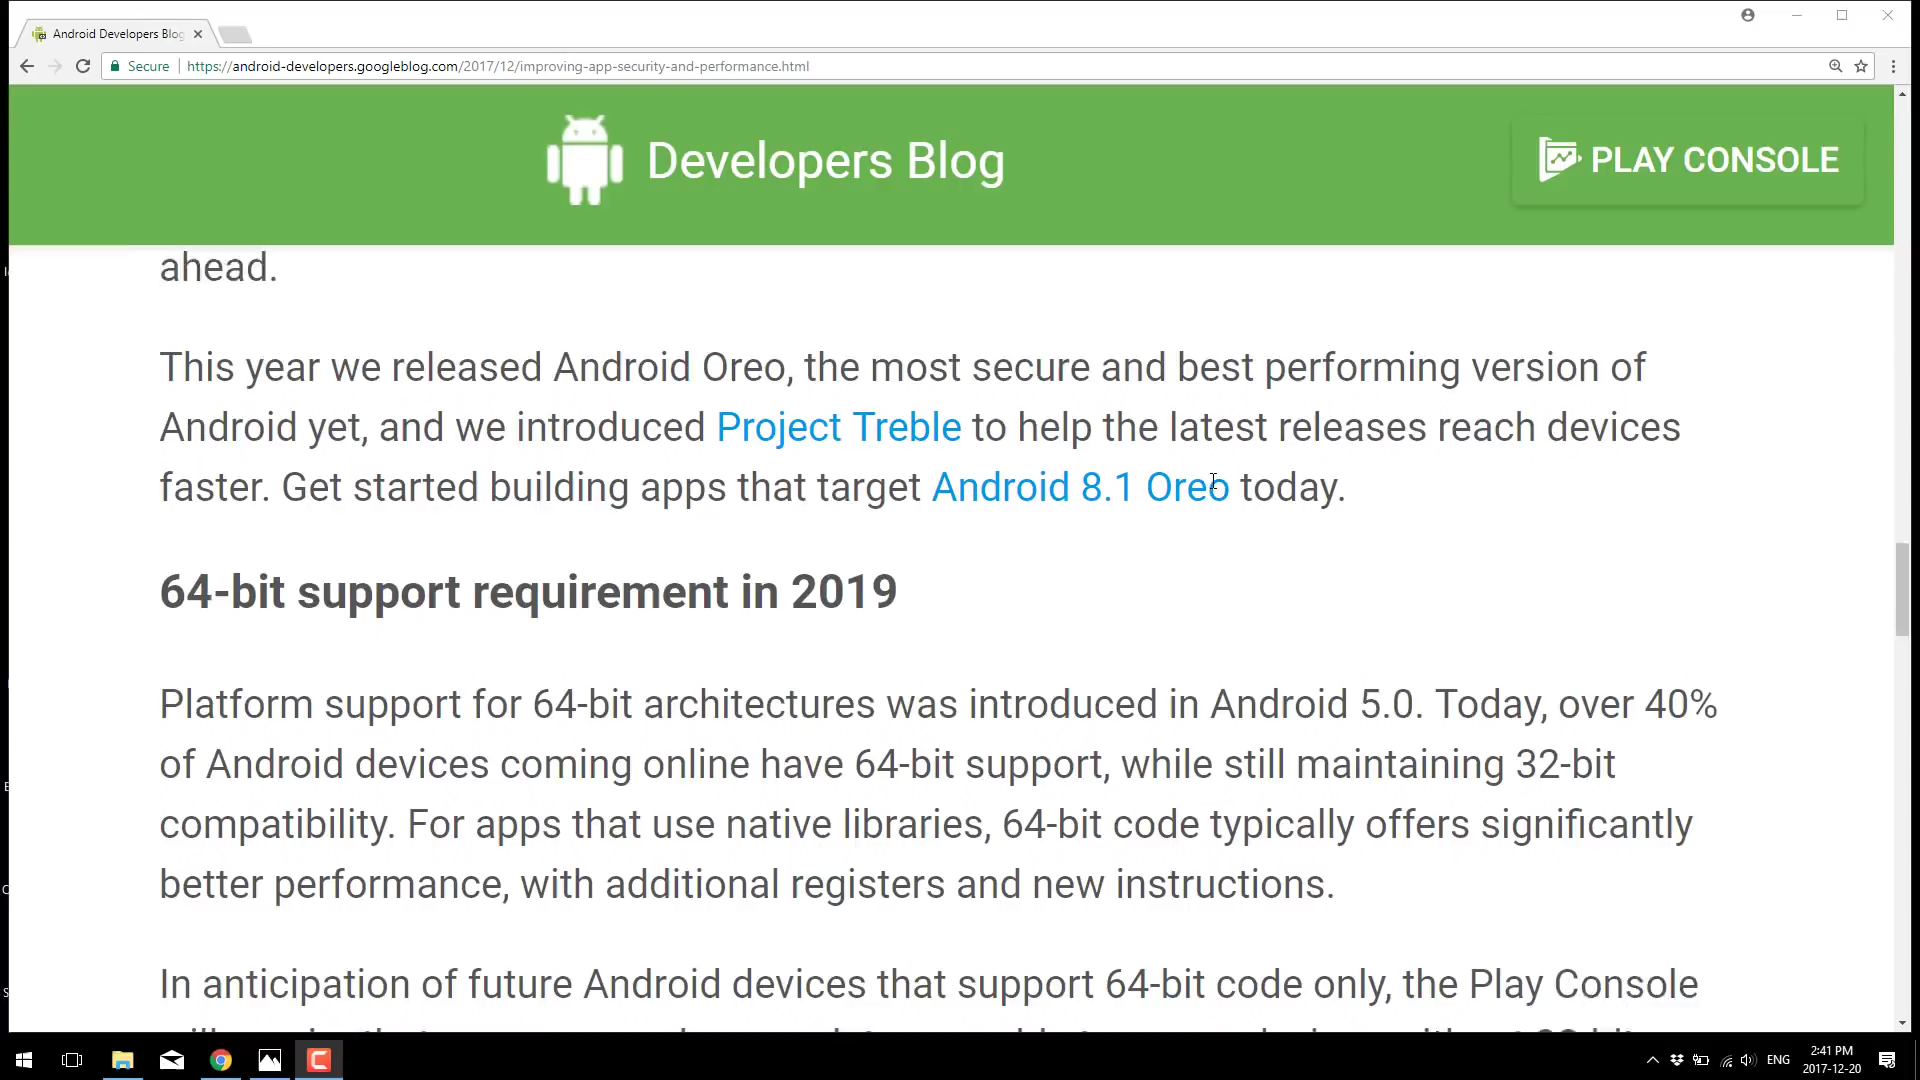 Android Developers Blog
Secure
https://android-developers.googleblog.com/2017/12/improving-app-security-and-performance.html
Developers Blog
PLAY CONSOLE
ahead.
This year we released Android Oreo, the most secure and best performing version of
Android yet, and we introduced Project Treble to help the latest releases reach devices
faster. Get started building apps that target Android 8.1 Oreo today.
64-bit support requirement in 2019
Platform support for 64-bit architectures was introduced in Android 5.0. Today, over 40%
of Android devices coming online have 64-bit support, while still maintaining 32-bit
compatibility. For apps that use native libraries, 64-bit code typically offers significantly
better performance, with additional registers and new instructions.
In anticipation of future Android devices that support 64-bit code only, the Play Console
ENG
2:41 PM
2017-12-20